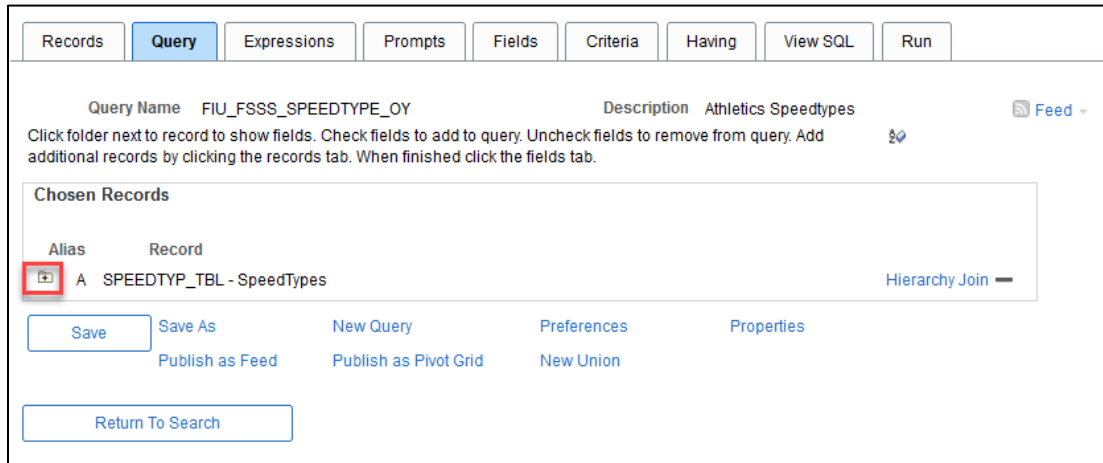 Records Query Expressions Prompts Fields Criteria Having View SQL Run
Query Name FIU_FSSS_SPEEDTYPE_OY Description Athletics Speedtypes Feed
Click folder next to record to show fields. Check fields to add to query. Uncheck fields to remove from query. Add
additional records by clicking the records tab. When finished click the fields tab.
Chosen Records
Alias Record
A SPEEDTYP_TBL - SpeedTypes Hierarchy Join
Save Save As New Query Preferences Properties
Publish as Feed Publish as Pivot Grid New Union
Return To Search